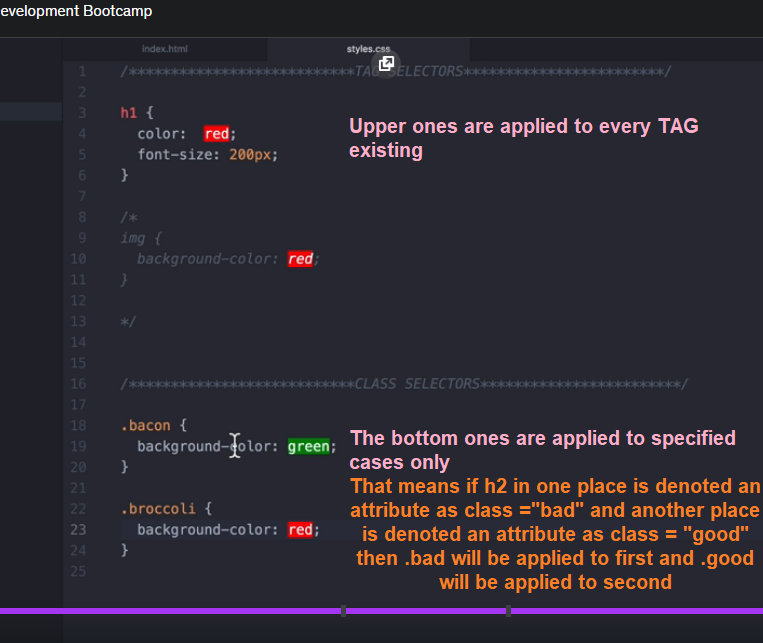 evelopment Bootcamp
index.html styles.css
1 /***************************TAG SELECTORS************************/
2
3 h1 {
4 color: red;
5 font-size: 200px;
6 }
7
8 /*
9 img {
10 background-color: red;
11 }
12
13 */
14
15
16 /***************************CLASS SELECTORS************************/
17
18 .bacon {
19 background-color: green;
20 }
21
22 .broccoli {
23 background-color: red;
24 }
25
Upper ones are applied to every TAG
existing
The bottom ones are applied to specified
cases only
That means if h2 in one place is denoted an
attribute as class ="bad" and another place
is denoted an attribute as class = "good"
then .bad will be applied to first and .good
will be applied to second